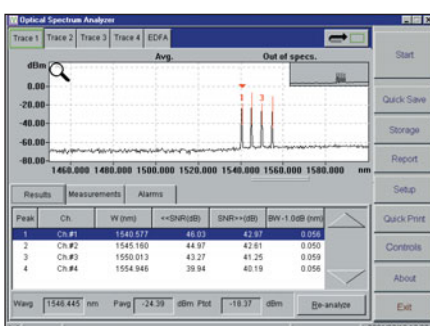 Optical Spectrum Analyzer
Trace 1 Trace 2 Trace 3 Trace 4 EDFA
Avg. Out of specs.
dBm
0.00
-20.00
-40.00
-60.00
-80.00
1 3
1460.000 1480.000 1500.000 1520.000 1540.000 1560.000 1580.000 nm
Results Measurements Alarms
Peak Ch. W (nm) <<SNR(dB) SNR>>(dB) BW-1.0dB (nm)
1 Ch.#1 1540.577 46.03 42.97 0.056
2 Ch.#2 1545.160 44.97 42.61 0.050
3 Ch.#3 1550.013 43.27 41.25 0.059
4 Ch.#4 1554.946 39.94 40.19 0.056
Wavg 1546.445 nm Pavg -24.39 dBm Ptot -18.37 dBm Re-analyze
Start
Quick Save
Storage
Report
Setup
Quick Print
Controls
About
Exit